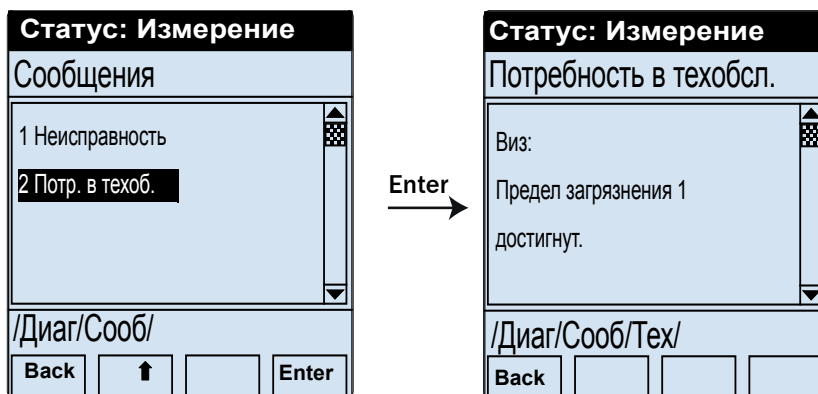 Статус: Измерение
Сообщения
1 Неисправность
2 Потр. в техоб.
/Диаг/Сооб/
Back
Enter
Enter
Статус: Измерение
Потребность в техобсл.
Виз:
Предел загрязнения 1
достигнут.
/Диаг/Сооб/Тех/
Back